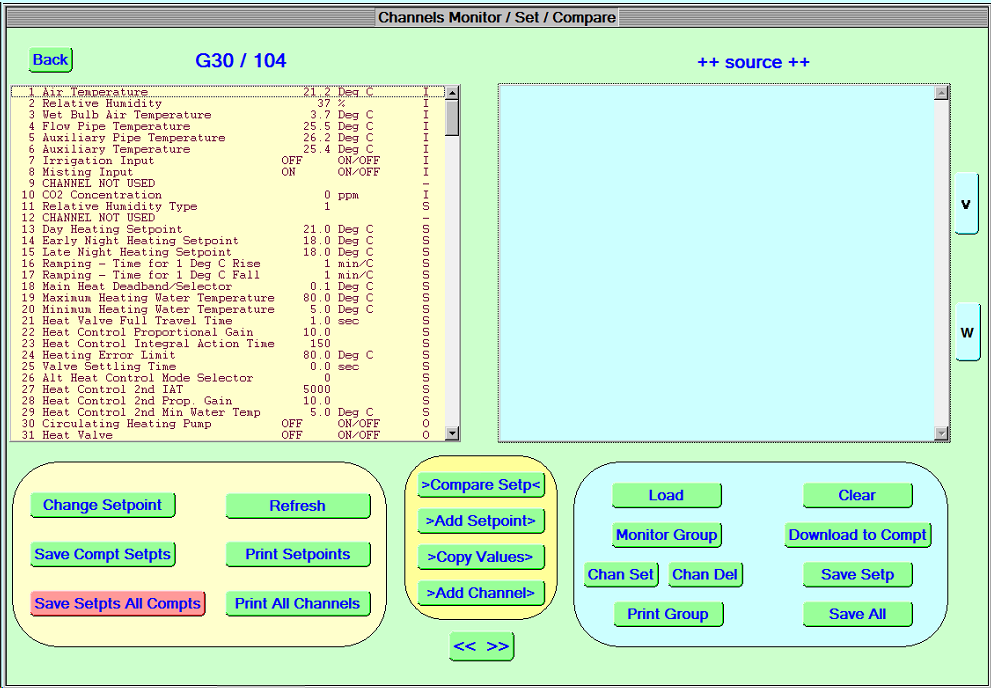 Channels Monitor / Set / Compare
Back
G30 / 104
++ source ++
1 Air Temperature 21.2 Deg C I
2 Relative Humidity 37 % I
3 Wet Bulb Air Temperature 3.7 Deg C I
4 Flow Pipe Temperature 25.5 Deg C I
5 Auxiliary Pipe Temperature 26.2 Deg C I
6 Auxiliary Temperature 25.4 Deg C I
7 Irrigation Input OFF ON/OFF I
8 Misting Input ON ON/OFF I
9 CHANNEL NOT USED –
10 CO2 Concentration 0 ppm I
11 Relative Humidity Type 1 S
12 CHANNEL NOT USED –
13 Day Heating Setpoint 21.0 Deg C S
14 Early Night Heating Setpoint 18.0 Deg C S
15 Late Night Heating Setpoint 18.0 Deg C S
16 Ramping – Time for 1 Deg C Rise 1 min/C S
17 Ramping – Time for 1 Deg C Fall 1 min/C S
18 Main Heat Deadband/Selector 0.1 Deg C S
19 Maximum Heating Water Temperature 80.0 Deg C S
20 Minimum Heating Water Temperature 5.0 Deg C S
21 Heat Valve Full Travel Time 1.0 sec S
22 Heat Control Proportional Gain 10.0 S
23 Heat Control Integral Action Time 150 S
24 Heating Error Limit 80.0 Deg C S
25 Valve Settling Time 0.0 sec S
26 Alt Heat Control Mode Selector 0 S
27 Heat Control 2nd IAT 5000 S
28 Heat Control 2nd Prop. Gain 10.0 S
29 Heat Control 2nd Min Water Temp 5.0 Deg C S
30 Circulating Heating Pump OFF ON/OFF O
31 Heat Valve OFF ON/OFF O
v
w
Change Setpoint
Refresh
Save Compt Setpts
Print Setpoints
Save Setpts All Compts
Print All Channels
>Compare Setp<
>Add Setpoint>
>Copy Values>
>Add Channel>
<< >>
Load
Clear
Monitor Group
Download to Compt
Chan Set
Chan Del
Save Setp
Print Group
Save All